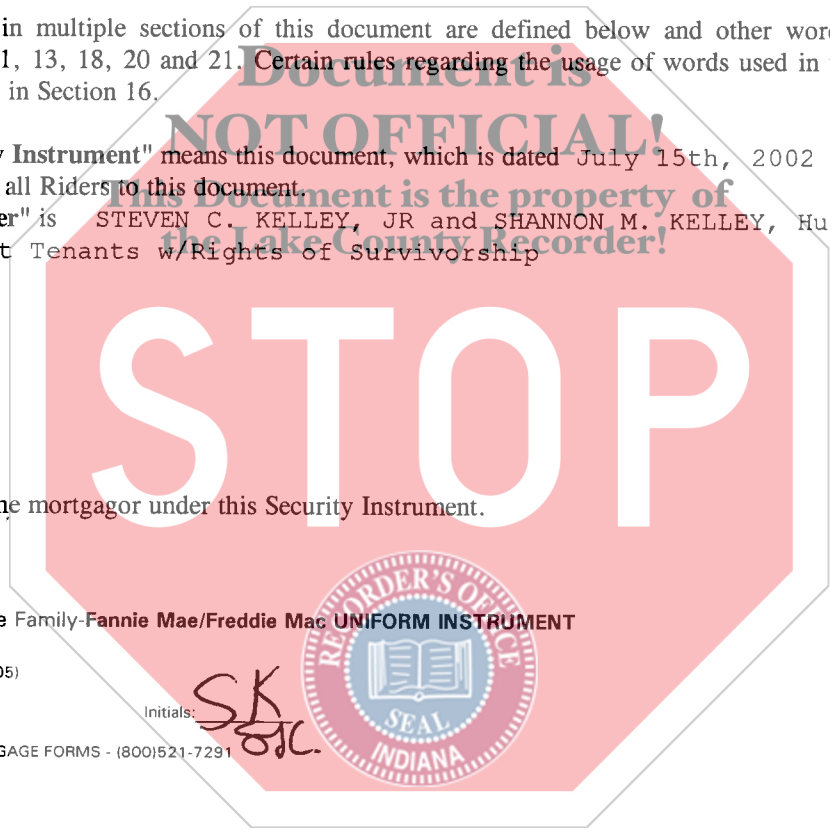 in multiple sections of this document are defined below and other wor
1, 13, 18, 20 and 21. Certain rules regarding the usage of words used in
in Section 16.
Document is
NOT OFFICIAL!
This Document is the property of
the Lake County Recorder!
Instrument" means this document, which is dated July 15th, 2002
all Riders to this document.
er" is STEVEN C. KELLEY, JR and SHANNON M. KELLEY, Hu
t Tenants w/Rights of Survivorship
STOP
he mortgagor under this Security Instrument.
e Family-Fannie Mae/Freddie Mac UNIFORM INSTRUMENT
05)
Initials: SK
GAGE FORMS - (800)521-7291
RECORDER'S OFFICE
SEAL
INDIANA